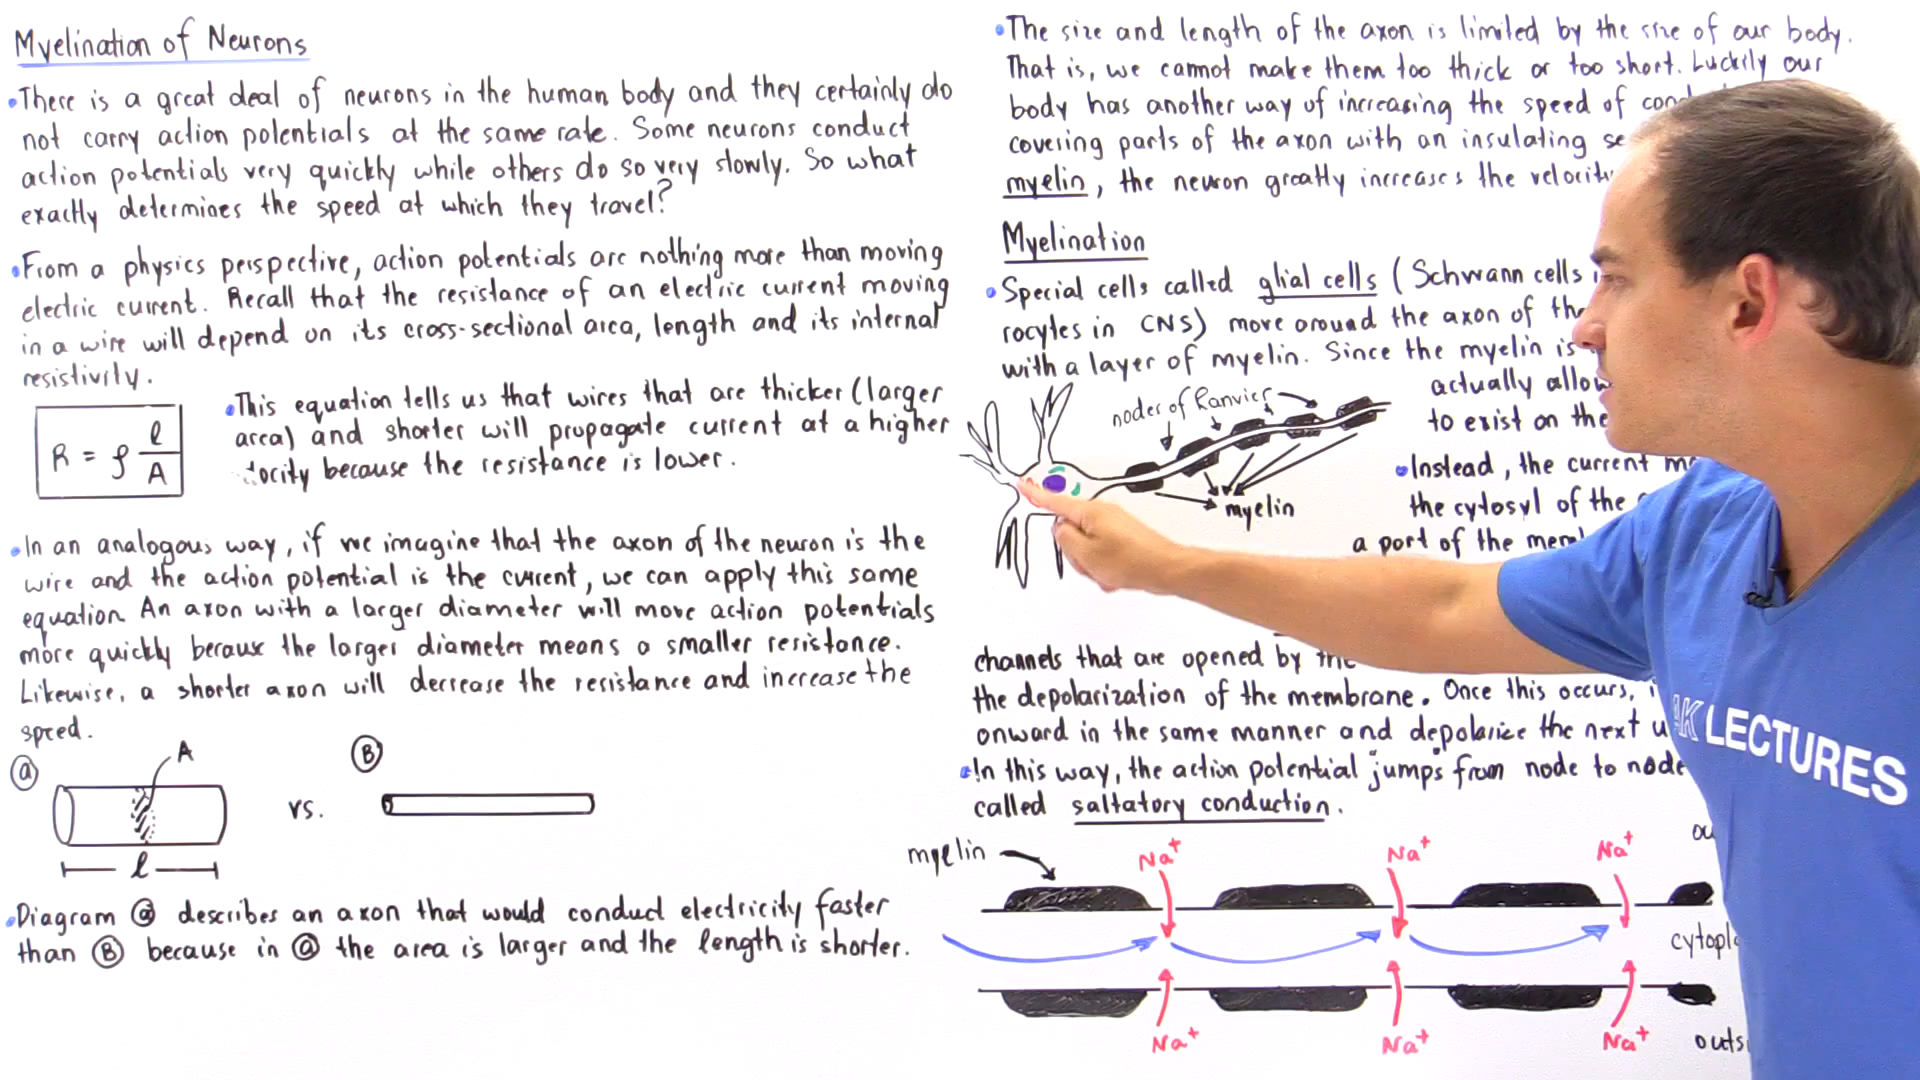 Myelination of Neurons
•There is a great deal of neurons in the human body and they certainly do
not carry action potentials at the same rate. Some neurons conduct
action potentials very quickly while others do so very slowly. So what
exactly determines the speed at which they travel?
•From a physics perspective, action potentials are nothing more than moving
electric current. Recall that the resistance of an electric current moving
in a wire will depend on its cross-sectional area, length and its internal
resistivity.
R = ρ l/A
•This equation tells us that wires that are thicker (larger
area) and shorter will propagate current at a higher
ocity because the resistance is lower.
•In an analogous way, if we imagine that the axon of the neuron is the
wire and the action potential is the current, we can apply this same
equation. An axon with a larger diameter will move action potentials
more quickly because the larger diameter means a smaller resistance.
Likewise, a shorter axon will decrease the resistance and increase the
speed.
ⓐ
A
l
vs.
Ⓑ
•Diagram ⓐ describes an axon that would conduct electricity faster
than Ⓑ because in ⓐ the area is larger and the length is shorter.
•The size and length of the axon is limited by the size of our body.
That is, we cannot make them too thick or too short. Luckily our
body has another way of increasing the speed of con
covering parts of the axon with an insulating se
myelin, the neuron greatly increases the velocity
Myelination
•Special cells called glial cells (Schwann cells i
rocytes in CNS) move around the axon of the
with a layer of myelin. Since the myelin is
actually allow
to exist on the
nodes of Ranvier
myelin
•Instead, the current m
the cytosyl of the
a port of the mem
channels that are opened by the
the depolarization of the membrane. Once this occurs, i
onward in the same manner and depolarize the next u
•In this way, the action potential jumps from node to node
called saltatory conduction.
myelin
Na+
Na+
Na+
ou
cytopl
Na+
Na+
Na+
outs
AK LECTURES